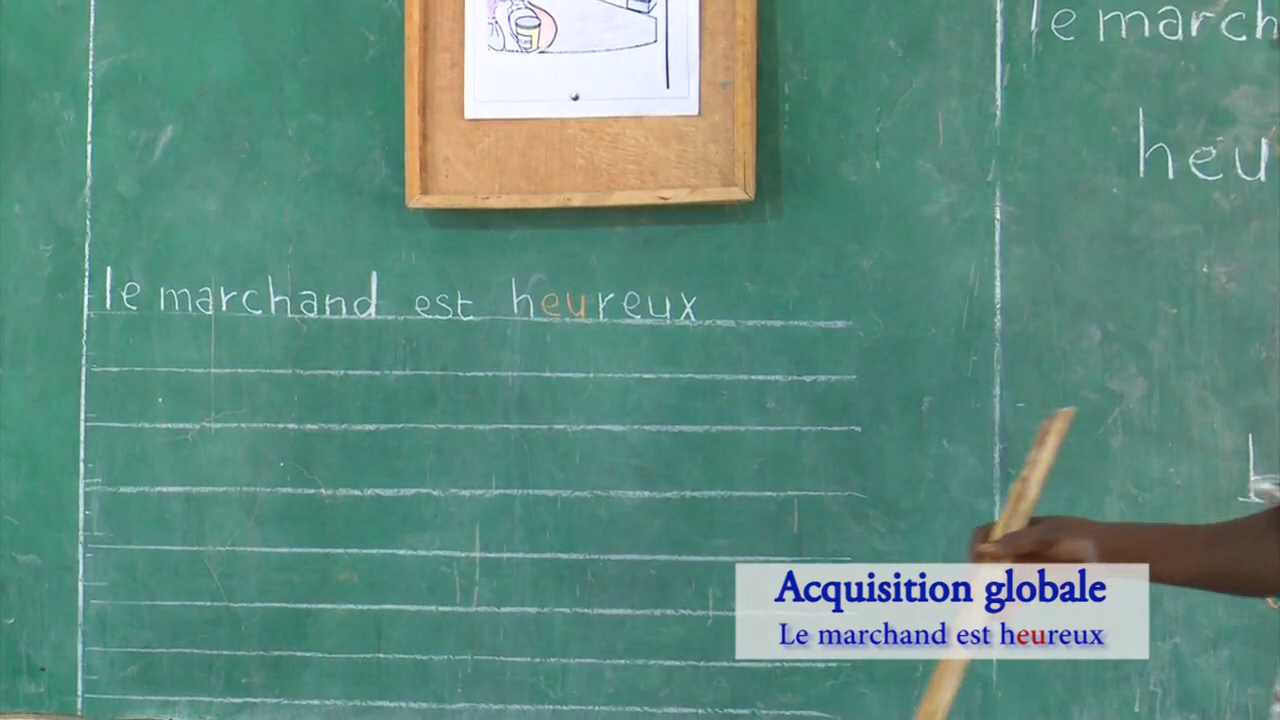 le march
heu
le marchand est heureux
Acquisition globale
Le marchand est heureux